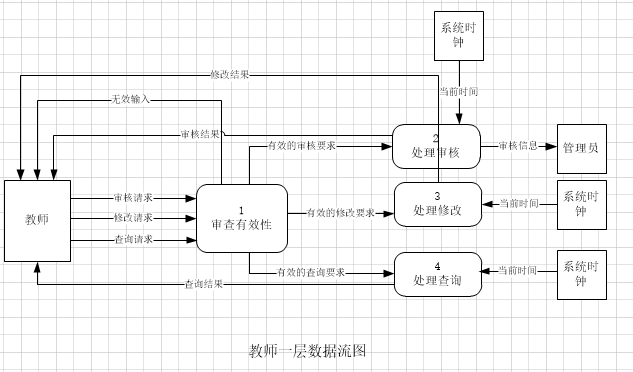 系统时
钟
修改结果
当前时间
无效输入
审核结果
有效的审核要求
2
处理审核
审核信息
管理员
教师
审核请求
修改请求
查询请求
1
审查有效性
有效的修改要求
3
处理修改
当前时间
系统时
钟
有效的查询要求
4
处理查询
当前时间
系统时
钟
查询结果
教师一层数据流图